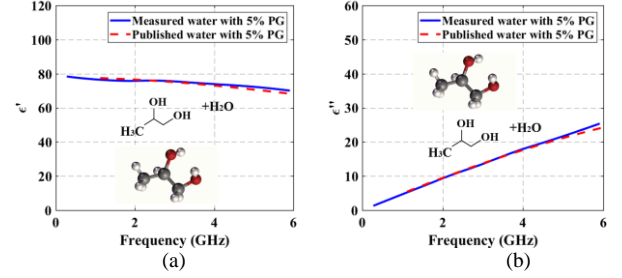 120
100
80
60
40
20
0
ε'
Measured water with 5% PG
Published water with 5% PG
OH
OH
H₃C
+H2O
0
2
4
6
Frequency (GHz)
(a)
60
50
40
30
20
10
0
ε''
Measured water with 5% PG
Published water with 5% PG
OH
OH
H₃C
+H2O
0
2
4
6
Frequency (GHz)
(b)